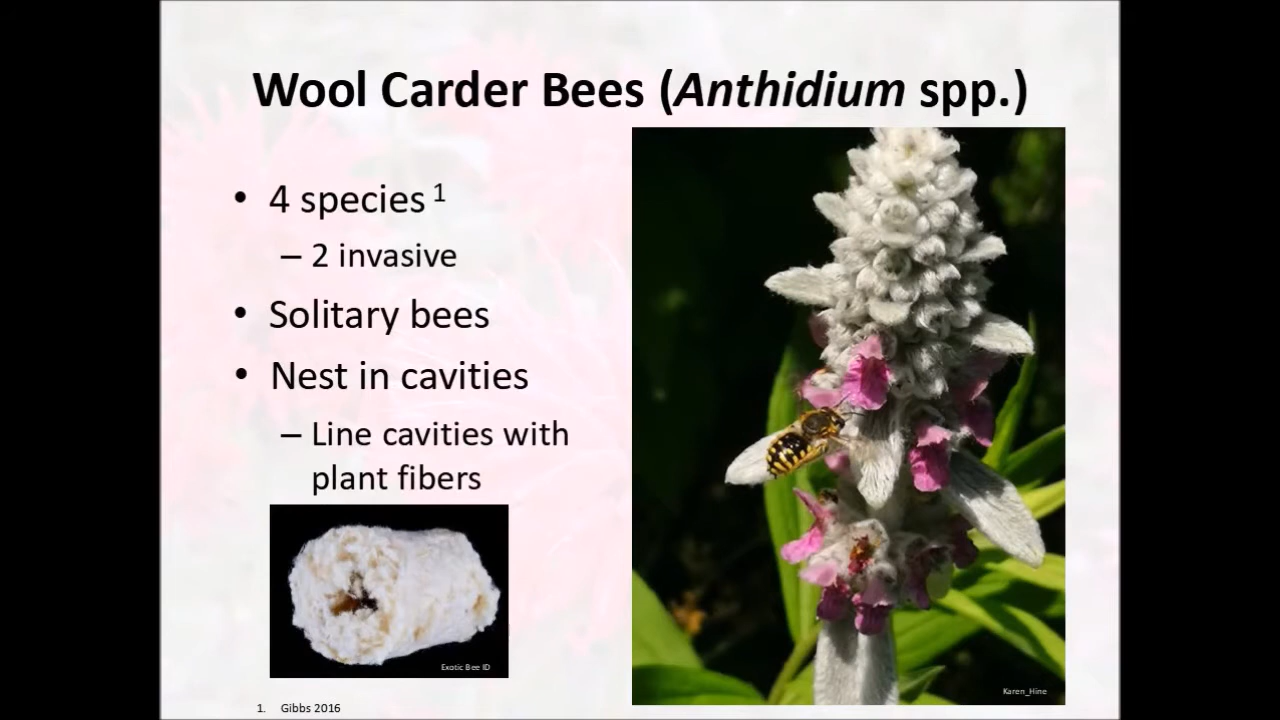 Wool Carder Bees (Anthidium spp.)
• 4 species ¹
– 2 invasive
• Solitary bees
• Nest in cavities
– Line cavities with
plant fibers
Exotic Bee ID
Karen_Hine
1. Gibbs 2016